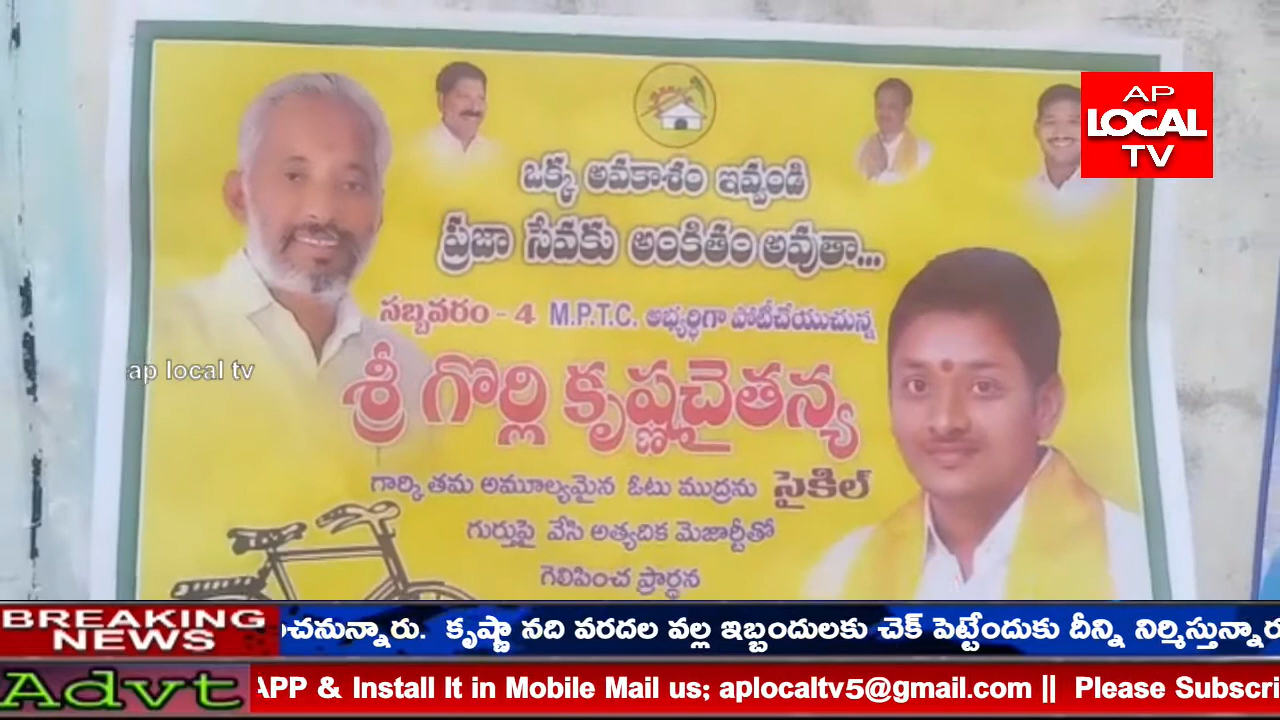 AP
LOCAL
TV
ఒక్క అవకాశం ఇవ్వండి
ప్రజా సేవకు అంకితం అవుతా...
సబ్బవరం - 4 M.P.T.C. అభ్యర్థిగా పోటీచేయుచున్న
ap local tv
శ్రీ గొర్లి కృష్ణచైతన్య
గార్కి తమ అమూల్యమైన ఓటు ముద్రను సైకిల్
గుర్తుపై వేసి అత్యదిక మెజార్టీతో
గెలిపించ ప్రార్థన
BREAKING
NEWS
ంచనున్నారు. కృష్ణా నది వరదల వల్ల ఇబ్బందులకు చెక్ పెట్టేందుకు దీన్ని నిర్మిస్తున్నార
Advt
APP & Install It in Mobile Mail us; aplocaltv5@gmail.com || Please Subscri